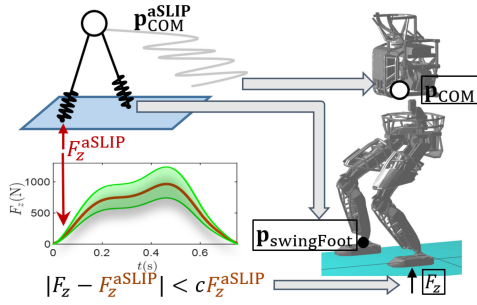 p_COM^aSLIP
p_COM
F_z^aSLIP
F_z(N)
1000
500
0
0
0.2
0.4
0.6
t(s)
p_swingFoot
|F_z − F_z^aSLIP| < cF_z^aSLIP
F_z